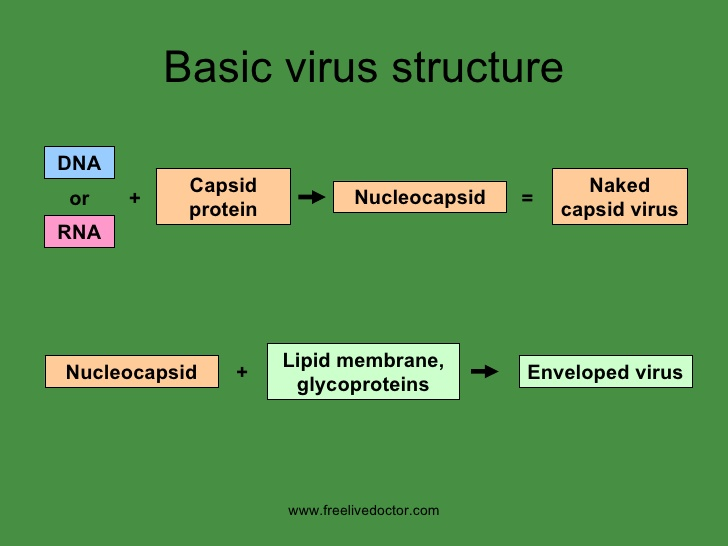 Basic virus structure
DNA
or
RNA
+
Capsid
protein
Nucleocapsid
=
Naked
capsid virus
Nucleocapsid
+
Lipid membrane,
glycoproteins
Enveloped virus
www.freelivedoctor.com